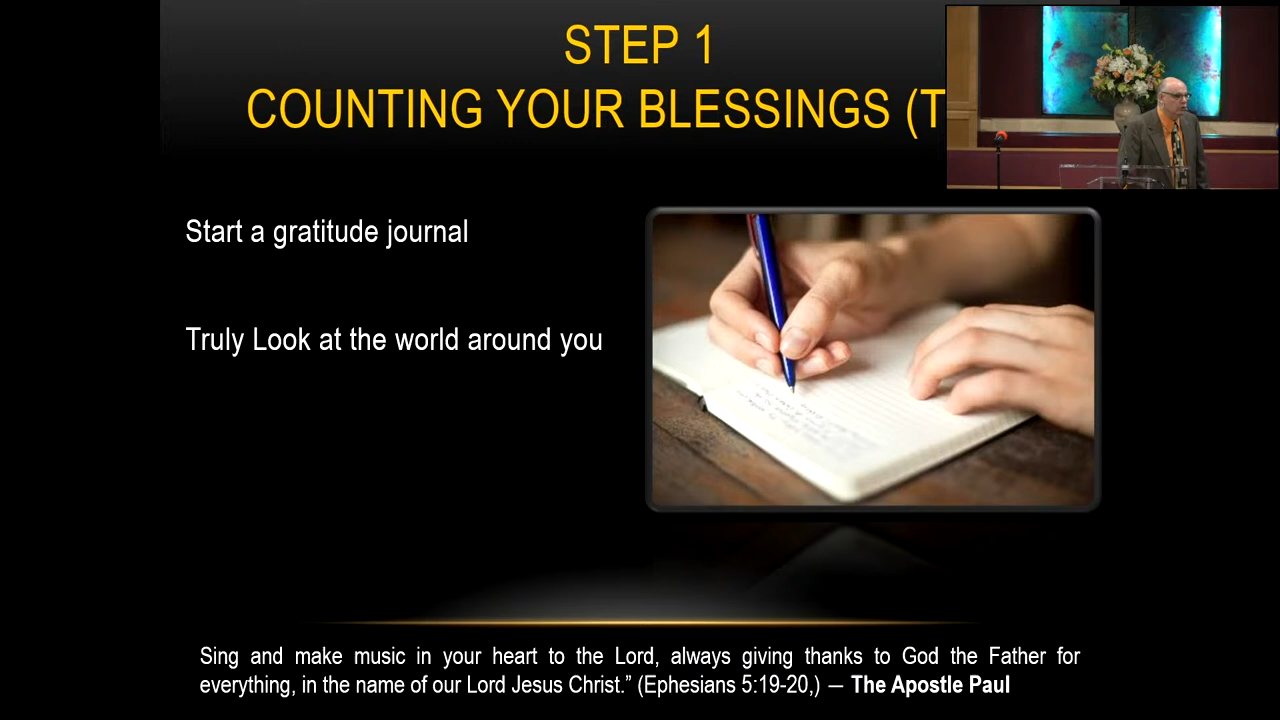 STEP 1
COUNTING YOUR BLESSINGS (T
Start a gratitude journal
Truly Look at the world around you
Sing and make music in your heart to the Lord, always giving thanks to God the Father for
everything, in the name of our Lord Jesus Christ.” (Ephesians 5:19-20,) — The Apostle Paul